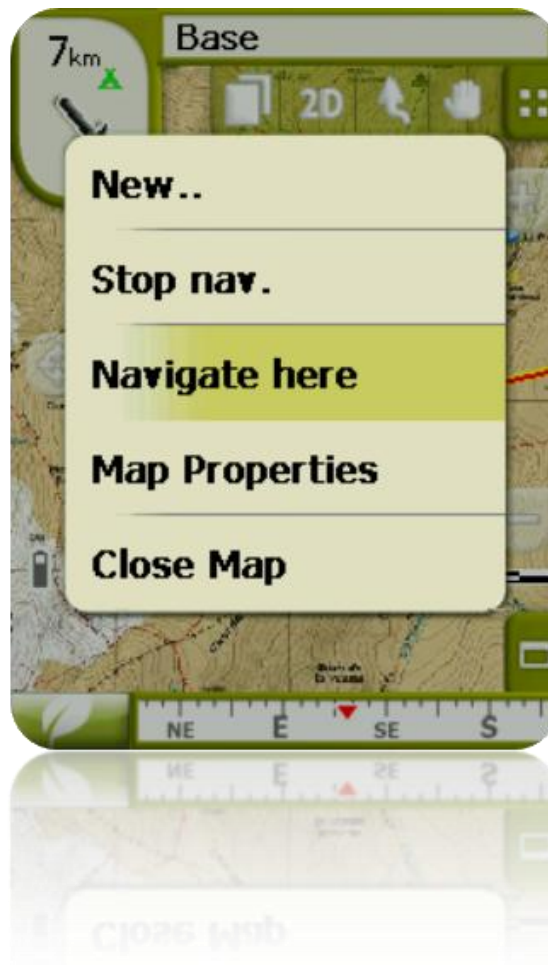 7km
Base
2D
New..
Stop nav.
Navigate here
Map Properties
Close Map
NE E SE S